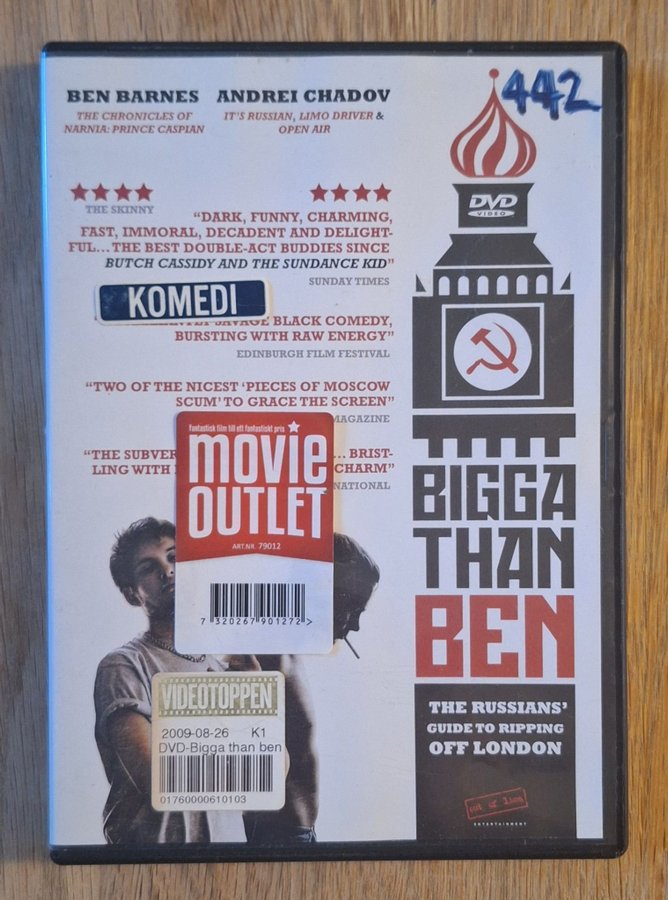 BEN BARNES
THE CHRONICLES OF
NARNIA: PRINCE CASPIAN
ANDREI CHADOV
IT'S RUSSIAN, LIMO DRIVER &
OPEN AIR
442
DVD
VIDEO
★★★★
THE SKINNY
★★★★
"DARK, FUNNY, CHARMING,
FAST, IMMORAL, DECADENT AND DELIGHT-
FUL...THE BEST DOUBLE-ACT BUDDIES SINCE
BUTCH CASSIDY AND THE SUNDANCE KID"
SUNDAY TIMES
KOMEDI
SAVAGE BLACK COMEDY,
BURSTING WITH RAW ENERGY"
EDINBURGH FILM FESTIVAL
"TWO OF THE NICEST 'PIECES OF MOSCOW
SCUM' TO GRACE THE SCREEN"
MAGAZINE
"THE SUBVER ... BRIST-
LING WITH CHARM"
NATIONAL
fantastisk film till ett fantastiskt pris
movie
OUTLET
ART.NR. 79012
7 320267 901272 >
VIDEOTOPPEN
2009-08-26 K1
DVD-Bigga than ben
01760000610103
BIGGA
THAN
BEN
THE RUSSIANS'
GUIDE TO RIPPING
OFF LONDON
ENTERTAINMENT